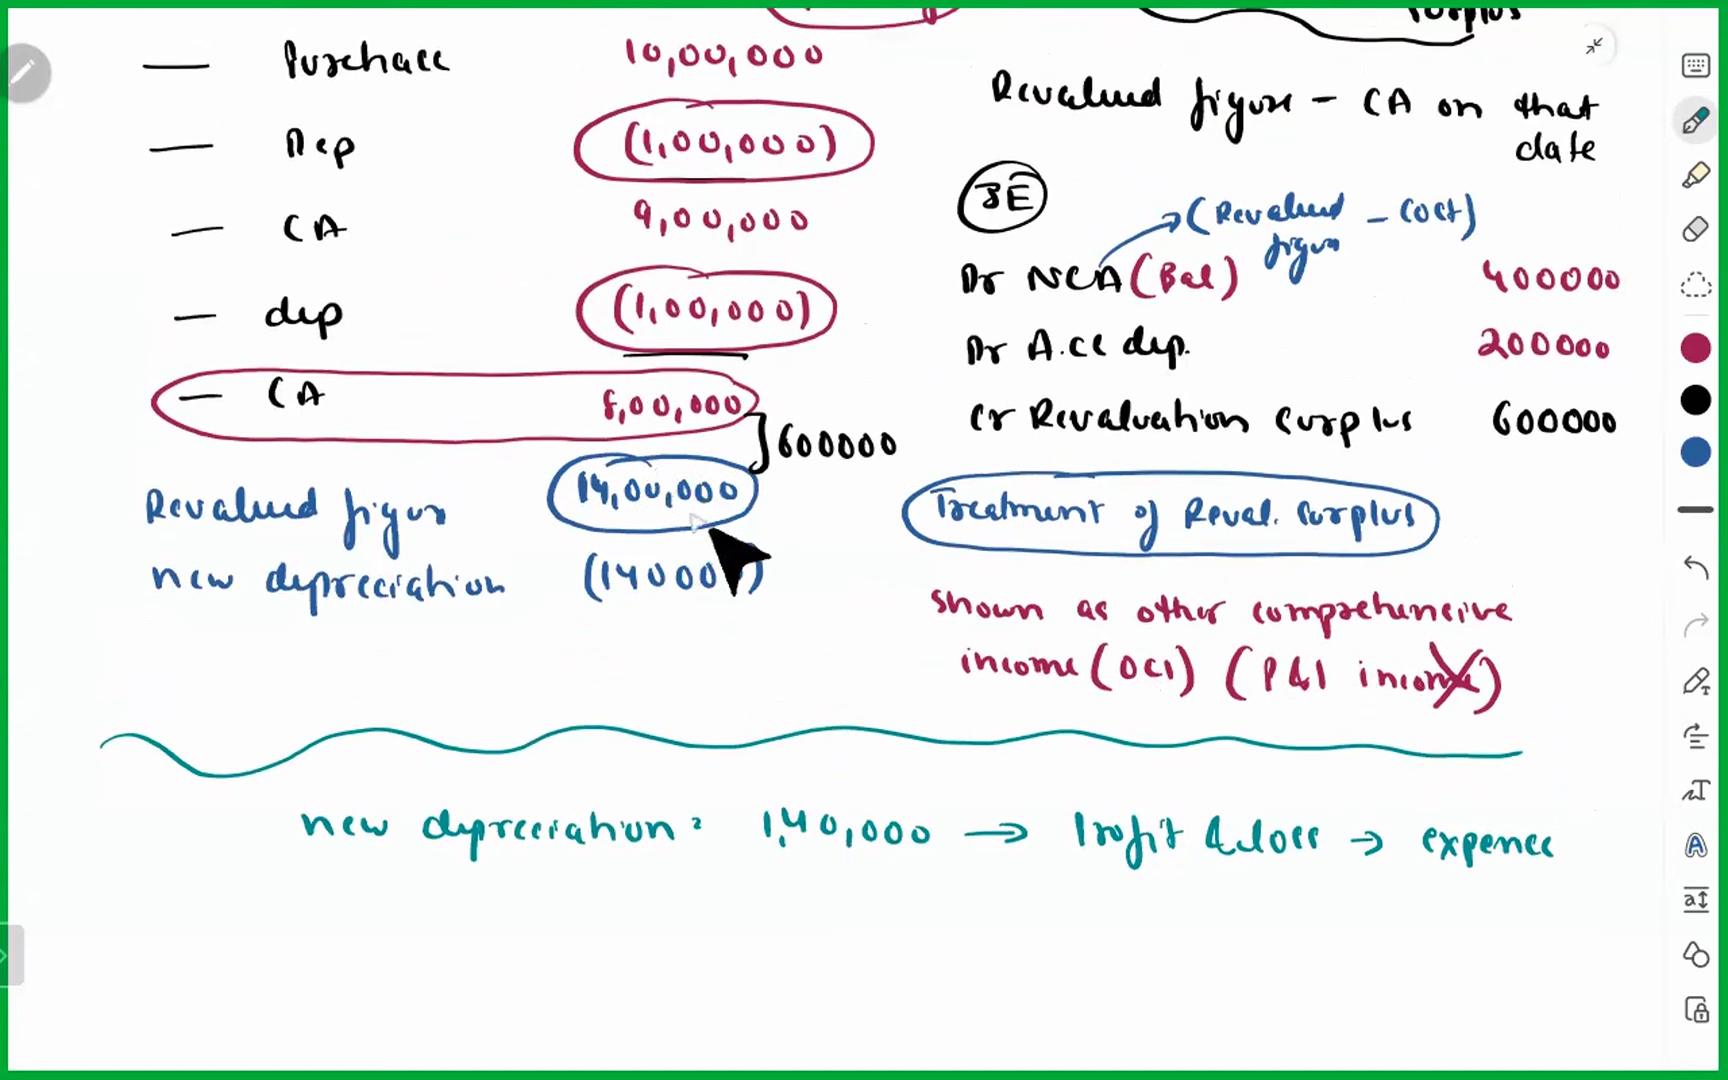 surplus
— Purchase 10,00,000
— Dep (1,00,000)
— CA 9,00,000
— dep (1,00,000)
— CA 8,00,000
600000
Revalued figure 14,00,000
new depreciation (14000 )
Revalued figure - CA on that
date
JE
(Revalued - Cost)
figure
Dr NCA (Bal) 400000
Dr A.cc dep. 200000
Cr Revaluation Surplus 600000
Treatment of Reval. Surplus
shown as other comprehensive
income (OCI) (P&l income)
new depreciation: 1,40,000 → Profit & loss → expense